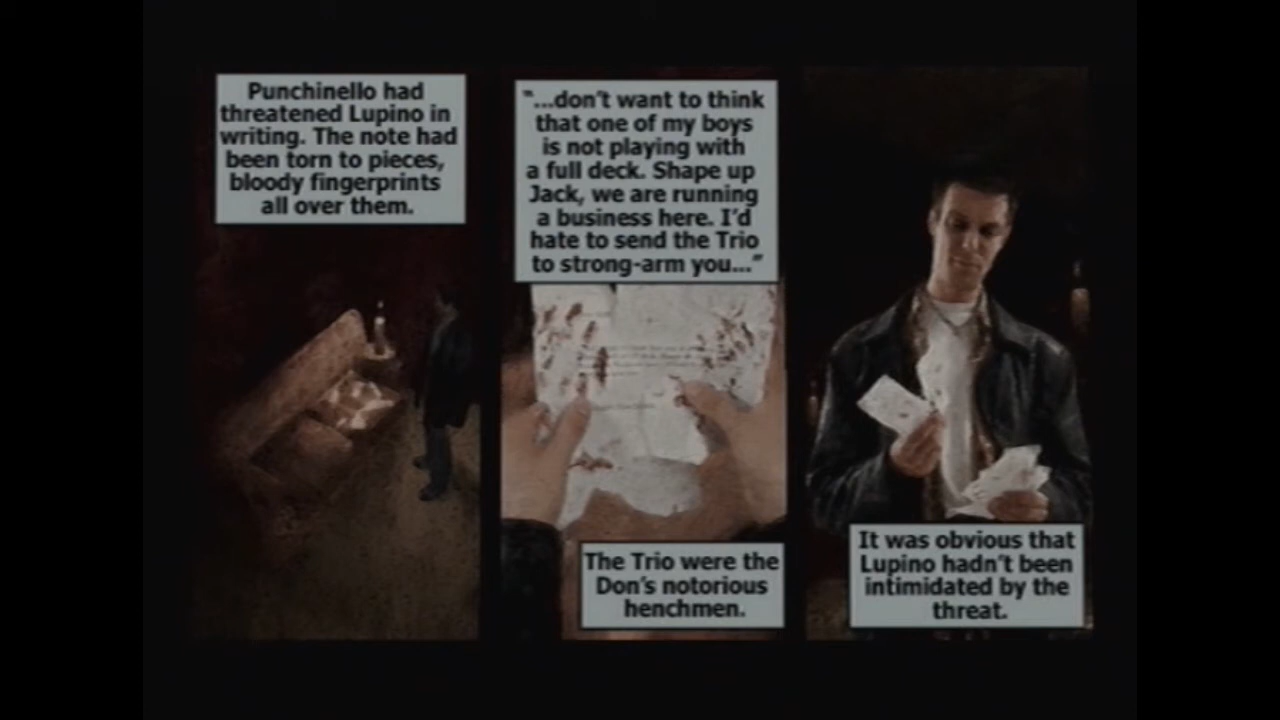 Punchinello had
threatened Lupino in
writing. The note had
been torn to pieces,
bloody fingerprints
all over them.
"...don't want to think
that one of my boys
is not playing with
a full deck. Shape up
Jack, we are running
a business here. I'd
hate to send the Trio
to strong-arm you..."
The Trio were the
Don's notorious
henchmen.
It was obvious that
Lupino hadn't been
intimidated by the
threat.